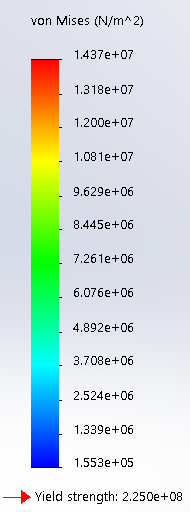 von Mises (N/m^2)
1.437e+07
1.318e+07
1.200e+07
1.081e+07
9.629e+06
8.445e+06
7.261e+06
6.076e+06
4.892e+06
3.708e+06
2.524e+06
1.339e+06
1.553e+05
Yield strength: 2.250e+08